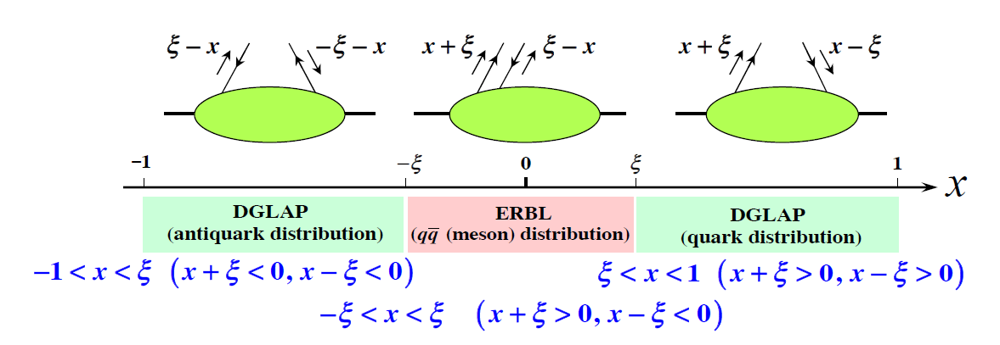 ξ − x −ξ − x x + ξ ξ − x x + ξ x − ξ
−1 −ξ 0 ξ 1
x
DGLAP ERBL DGLAP
(antiquark distribution) (qq̅ (meson) distribution) (quark distribution)
−1 < x < ξ (x + ξ < 0, x − ξ < 0) ξ < x < 1 (x + ξ > 0, x − ξ > 0)
−ξ < x < ξ (x + ξ > 0, x − ξ < 0)